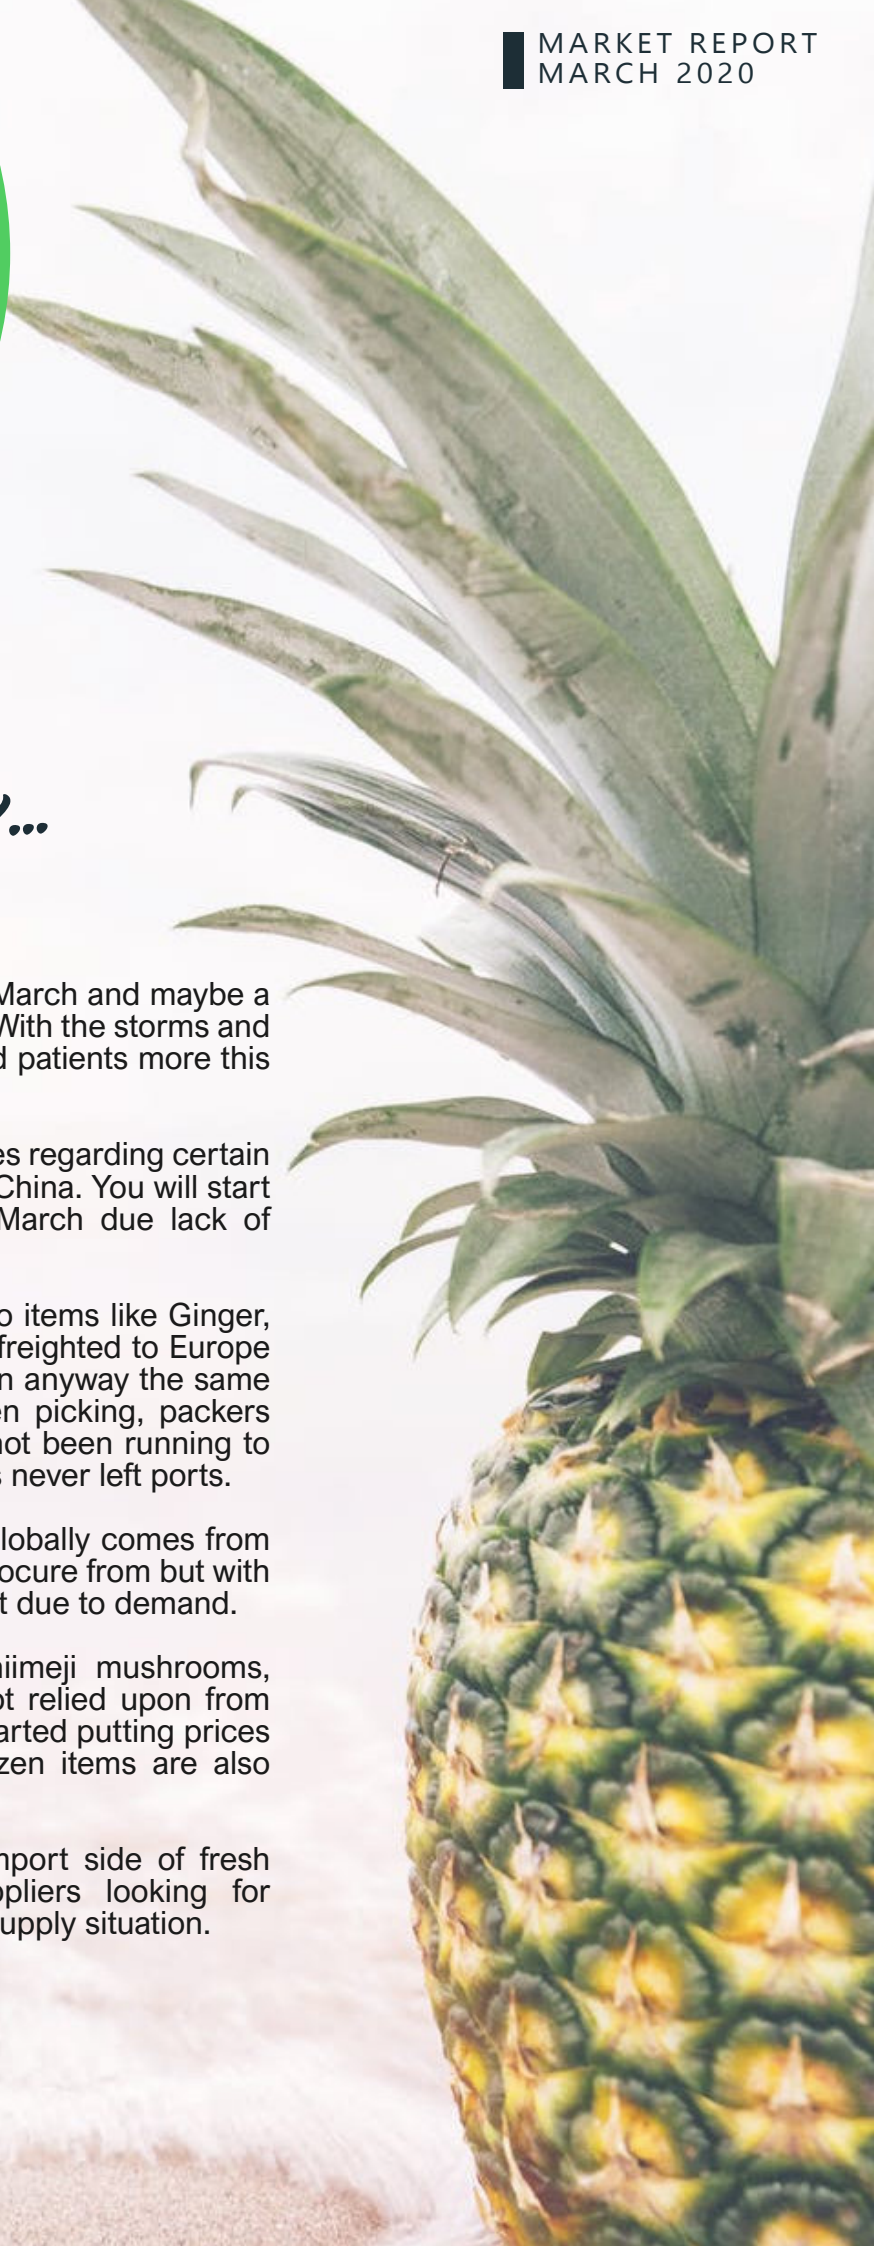 MARKET REPORT
MARCH 2020
...
March and maybe a
With the storms and
patients more this
regarding certain
China. You will start
March due lack of
items like Ginger,
freighted to Europe
anyway the same
picking, packers
not been running to
never left ports.
lobally comes from
ocure from but with
due to demand.
iimeji mushrooms,
relied upon from
arted putting prices
zen items are also
mport side of fresh
ppliers looking for
upply situation.